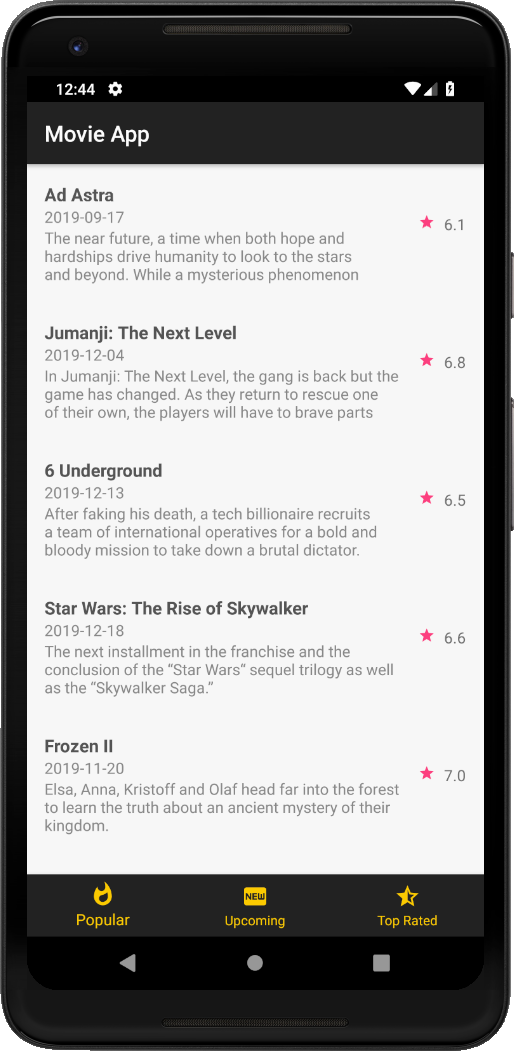 12:44
Movie App
Ad Astra
2019-09-17
6.1
The near future, a time when both hope and
hardships drive humanity to look to the stars
and beyond. While a mysterious phenomenon
Jumanji: The Next Level
2019-12-04
6.8
In Jumanji: The Next Level, the gang is back but the
game has changed. As they return to rescue one
of their own, the players will have to brave parts
6 Underground
2019-12-13
6.5
After faking his death, a tech billionaire recruits
a team of international operatives for a bold and
bloody mission to take down a brutal dictator.
Star Wars: The Rise of Skywalker
2019-12-18
6.6
The next installment in the franchise and the
conclusion of the “Star Wars“ sequel trilogy as well
as the “Skywalker Saga.”
Frozen II
2019-11-20
7.0
Elsa, Anna, Kristoff and Olaf head far into the forest
to learn the truth about an ancient mystery of their
kingdom.
NEW
Popular
Upcoming
Top Rated